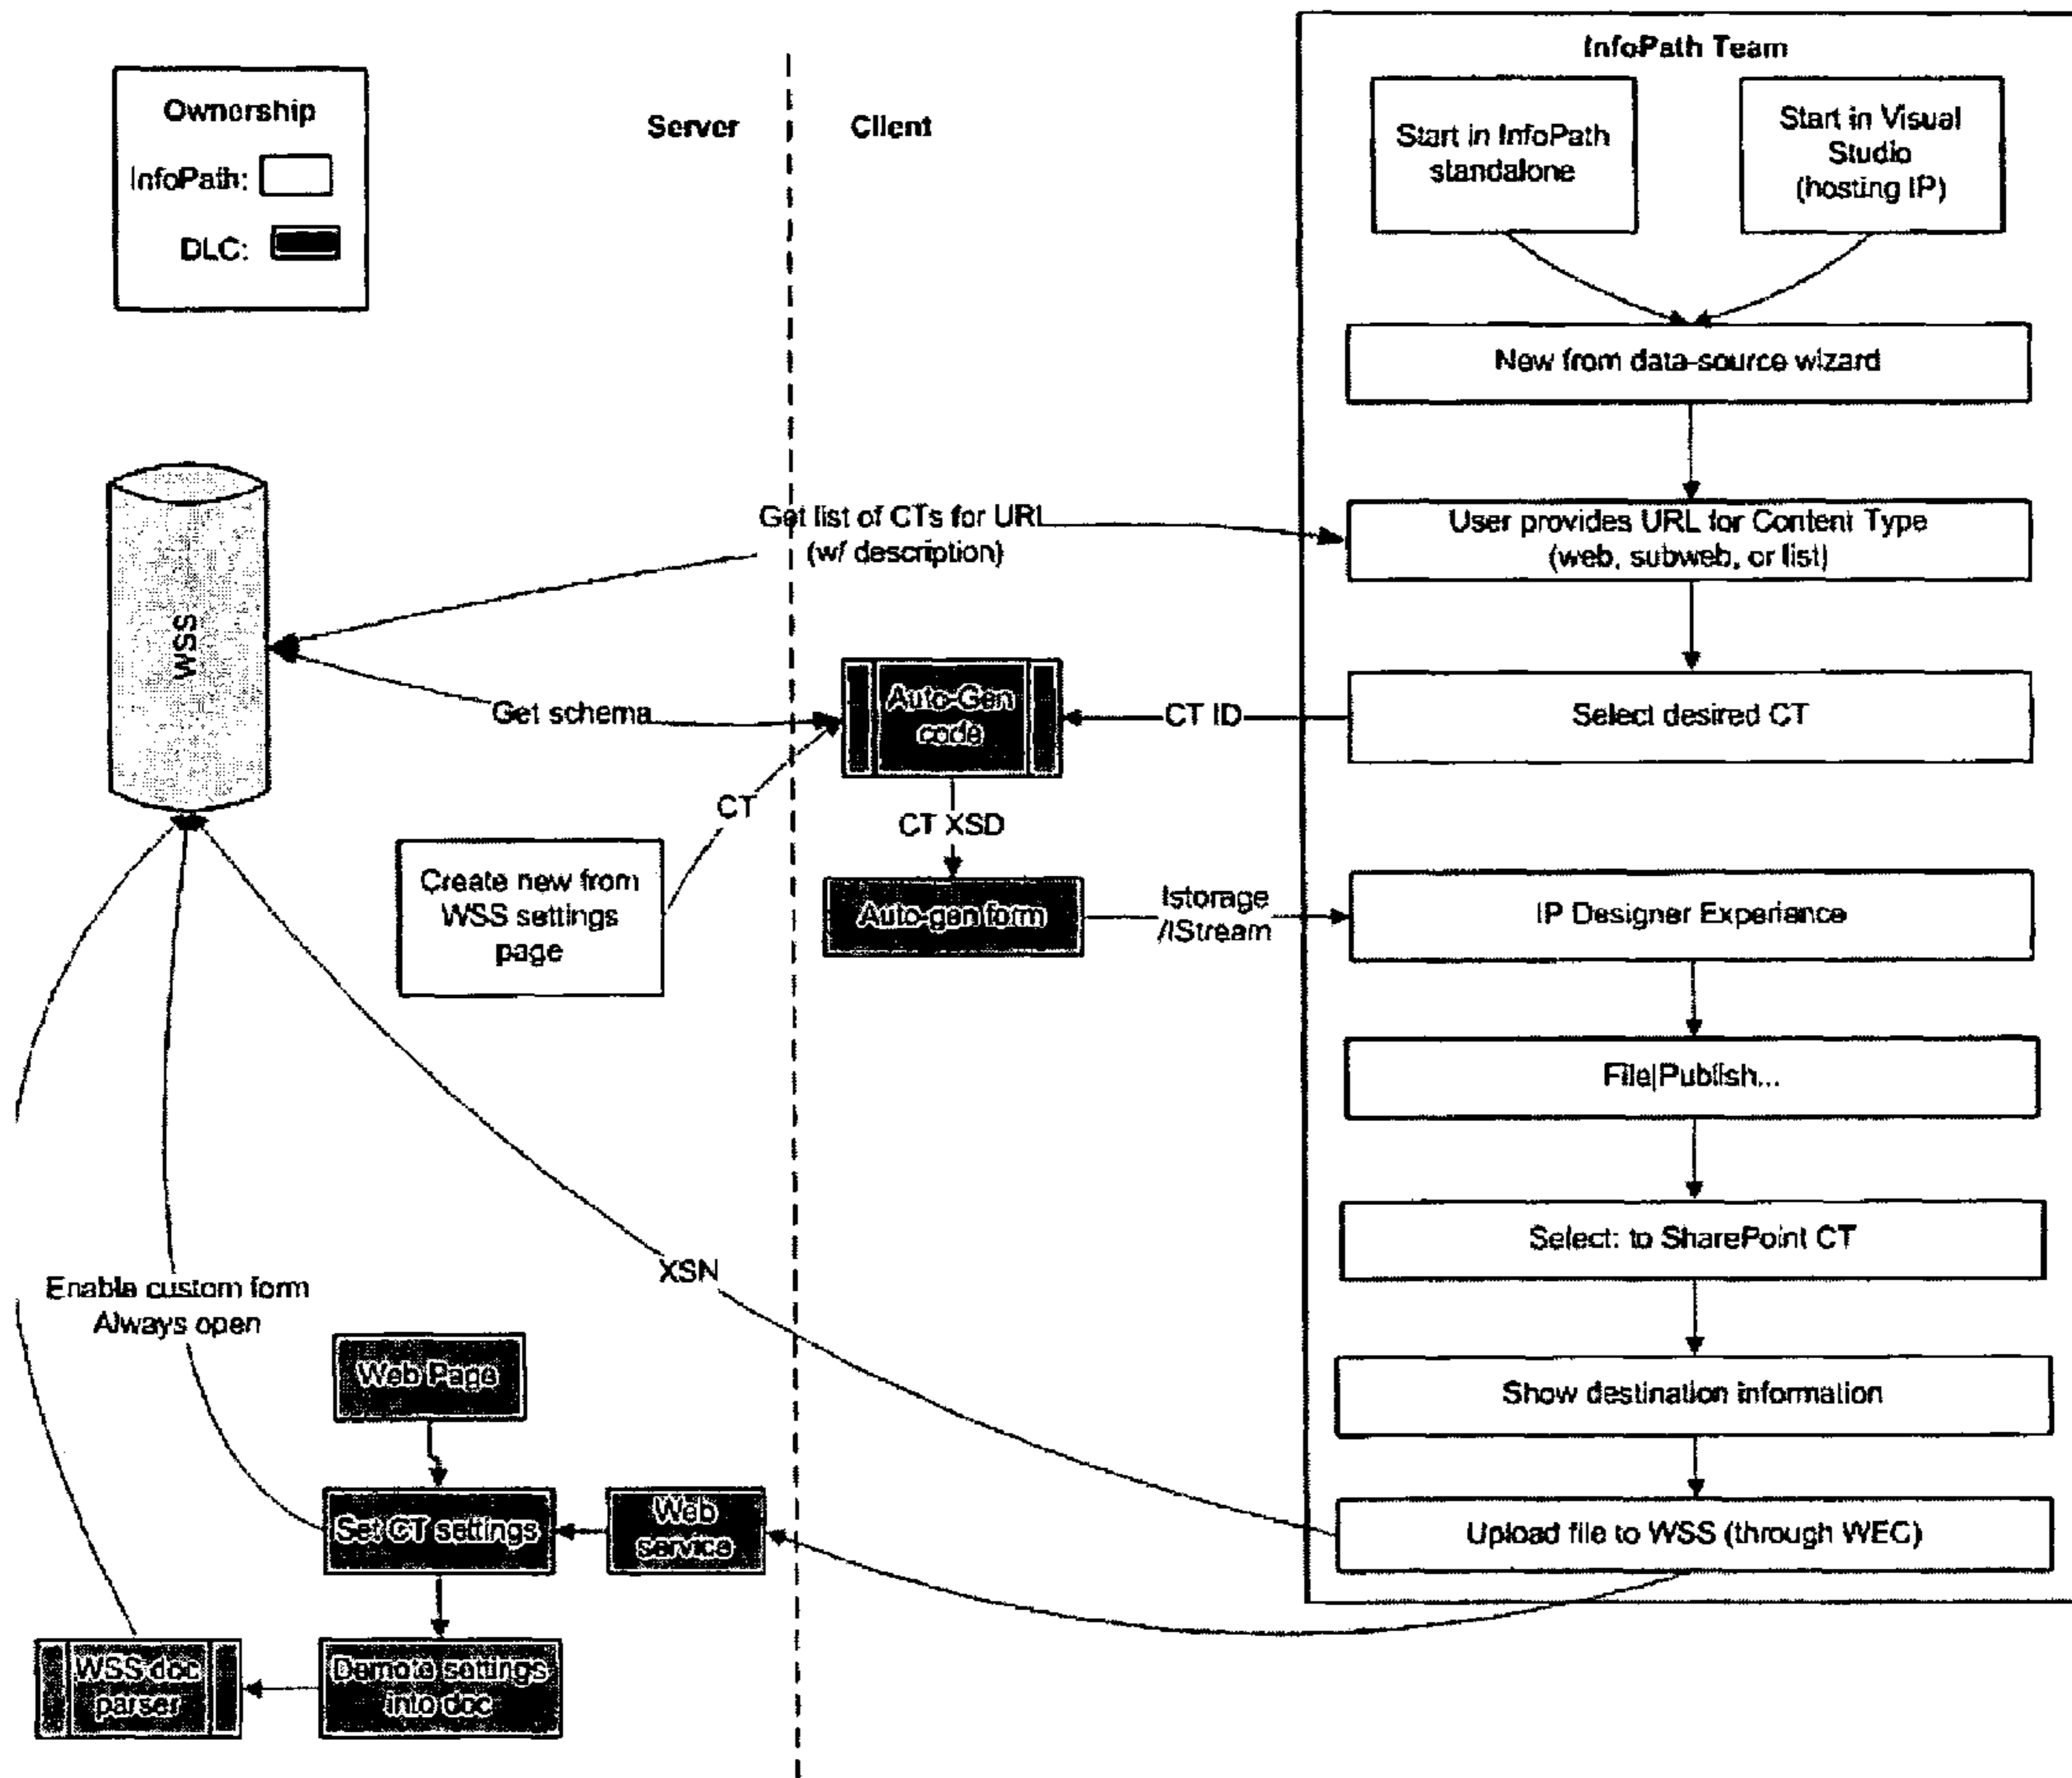 Ownership
InfoPath:
DLC:
Server
Client
InfoPath Team
Start in InfoPath
standalone
Start in Visual
Studio
(hosting IP)
New from data-source wizard
Get list of CTs for URL
(w/ description)
User provides URL for Content Type
(web, subweb, or list)
WSS
Get schema
Auto-Gen
code
CT ID
Select desired CT
CT
CT XSD
Create new from
WSS settings
page
Auto-gen form
Istorage
/IStream
IP Designer Experience
File|Publish...
Select: to SharePoint CT
XSN
Enable custom form
Always open
Web Page
Show destination information
Set CT settings
Web
service
Upload file to WSS (through WEC)
WSS doc
parser
Demote settings
into doc